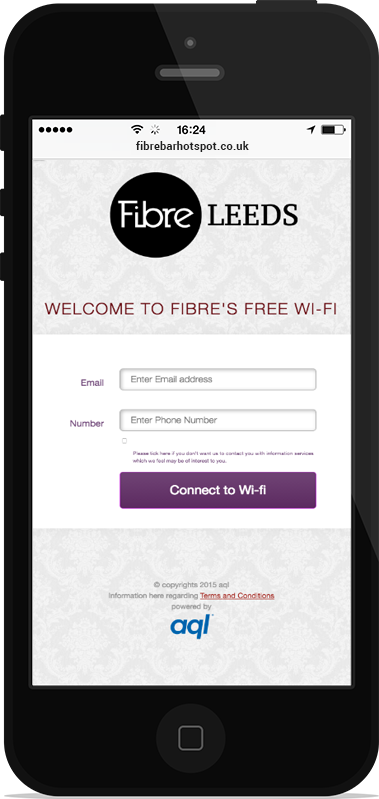 16:24
fibrebarhotspot.co.uk
Fibre LEEDS
WELCOME TO FIBRE'S FREE WI-FI
Email
Enter Email address
Number
Enter Phone Number
Please tick here if you don't want us to contact you with information services
which we feel may be of interest to you.
Connect to Wi-fi
© copyrights 2015 aql
Information here regarding Terms and Conditions
powered by
aql